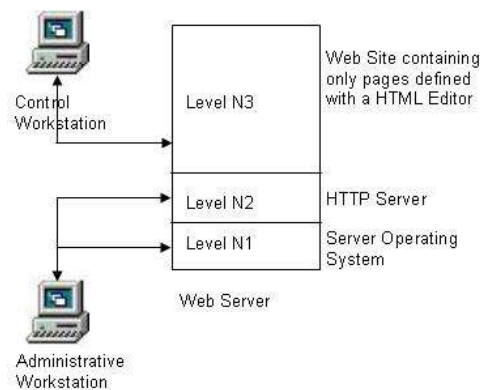 Control
Workstation
Level N3
Web Site containing
only pages defined
with a HTML Editor
Level N2
HTTP Server
Level N1
Server Operating
System
Web Server
Administrative
Workstation